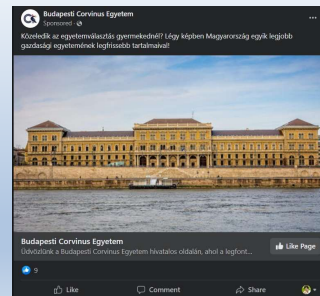 Budapesti Corvinus Egyetem
Sponsored ·
Közeledik az egyetemválasztás gyermekednél? Légy képben Magyarország egyik legjobb
gazdasági egyetemének legfrissebb tartalmaival!
Budapesti Corvinus Egyetem
Üdvözlünk a Budapesti Corvinus Egyetem hivatalos oldalán, ahol a legfont...
Like Page
9
Like
Comment
Share